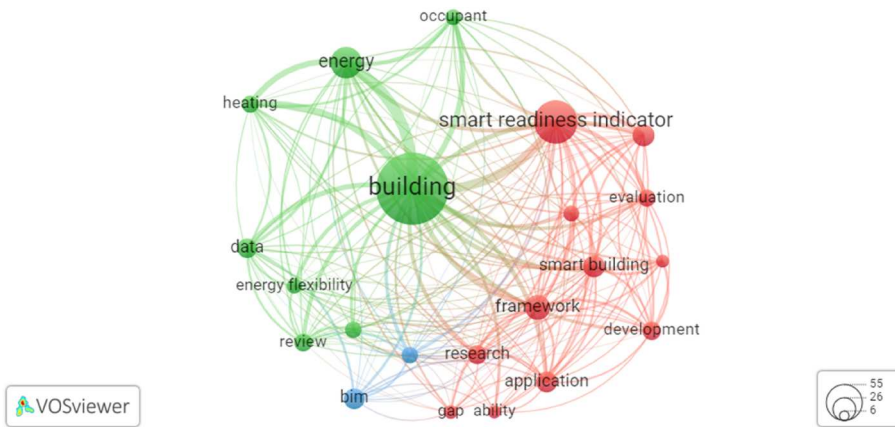 occupant
energy
heating
smart readiness indicator
building
evaluation
data
smart building
energy flexibility
framework
development
review
research
application
bim
gap
ability
VOSviewer
55
26
6